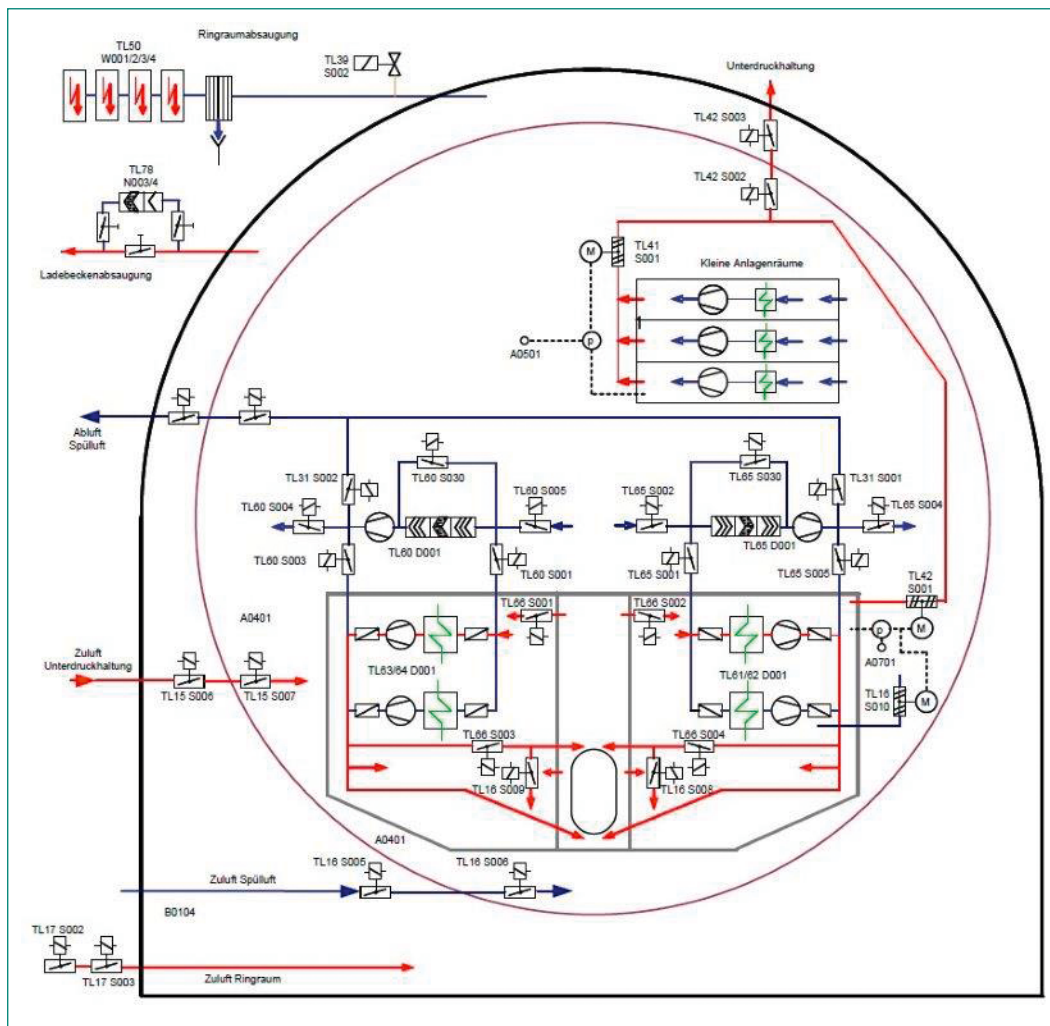 Ringraumabsaugung
TL50
W001/2/3/4
TL39
S002
Unterdruckhaltung
TL42 S003
TL42 S002
TL78
N003/4
Ladebeckenabsaugung
M
TL41
S001
Kleine Anlagenräume
1
A0501
p
Abluft
Spülluft
TL31 S002
TL60 S030
TL65 S030
TL31 S001
TL60 S004
TL60 S005
TL65 S002
TL65 S004
TL60 D001
TL65 D001
TL60 S003
TL60 S001
TL65 S001
TL65 S005
TL42
S001
A0401
TL66 S001
TL66 S002
p
M
A0701
Zuluft
Unterdruckhaltung
TL63/64 D001
TL61/62 D001
TL15 S006
TL15 S007
TL16
S010
M
TL66 S003
TL66 S004
TL16 S009
TL16 S008
A0401
TL16 S005
TL16 S006
Zuluft Spülluft
B0104
TL17 S002
TL17 S003
Zuluft Ringraum